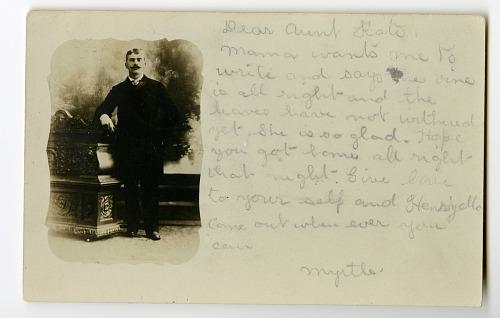 Dear Aunt Kate,
Mama wants me to
write and say the vine
is all right and the
leaves have not withered
yet. She is so glad. Hope
you got home all right
that night. Give love
to your self and
Come out when ever you
can
Myrtle.